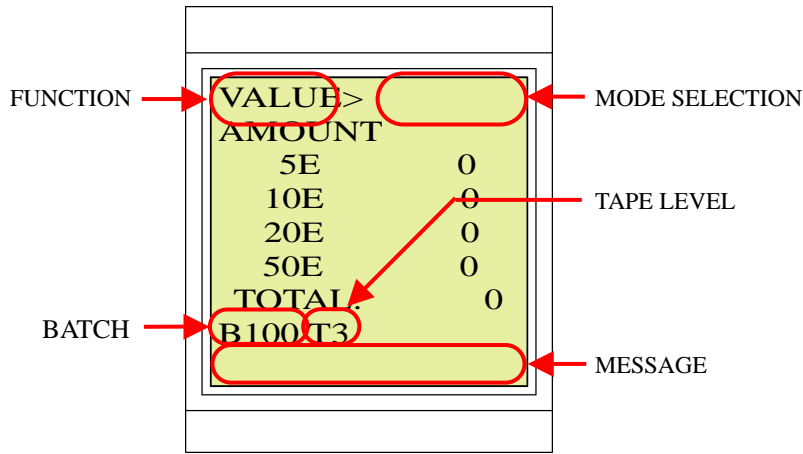 FUNCTION
VALUE>
MODE SELECTION
AMOUNT
5E 0
10E 0
20E 0
TAPE LEVEL
50E 0
TOTAL: 0
BATCH
B100 T3
MESSAGE